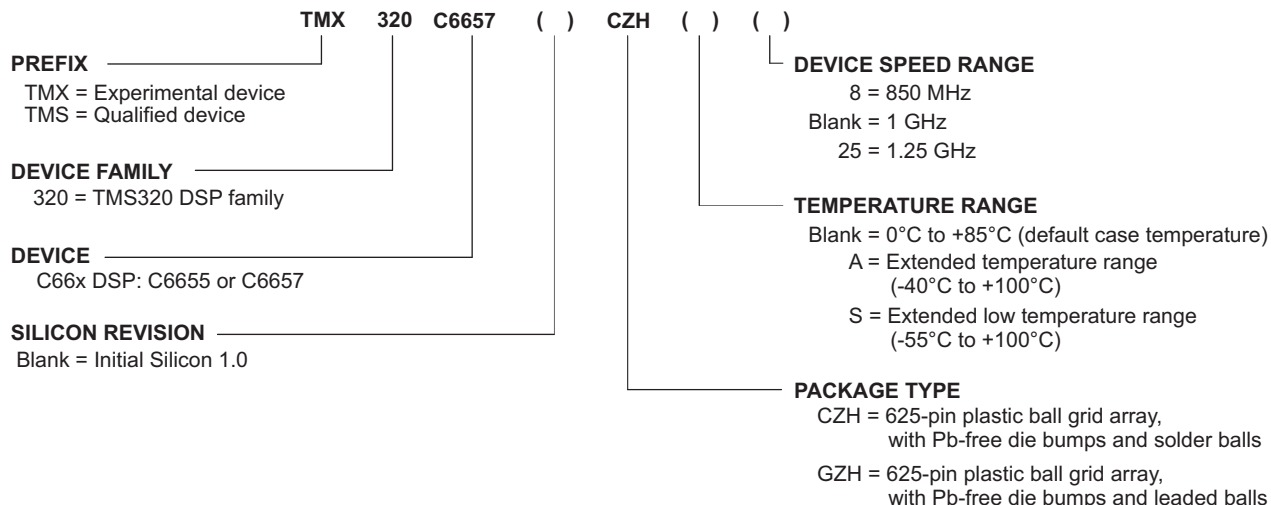 TMX 320 C6657 ( ) CZH ( ) ( )
PREFIX
TMX = Experimental device
TMS = Qualified device
DEVICE FAMILY
320 = TMS320 DSP family
DEVICE
C66x DSP: C6655 or C6657
SILICON REVISION
Blank = Initial Silicon 1.0
DEVICE SPEED RANGE
8 = 850 MHz
Blank = 1 GHz
25 = 1.25 GHz
TEMPERATURE RANGE
Blank = 0°C to +85°C (default case temperature)
A = Extended temperature range
(-40°C to +100°C)
S = Extended low temperature range
(-55°C to +100°C)
PACKAGE TYPE
CZH = 625-pin plastic ball grid array,
with Pb-free die bumps and solder balls
GZH = 625-pin plastic ball grid array,
with Pb-free die bumps and leaded balls